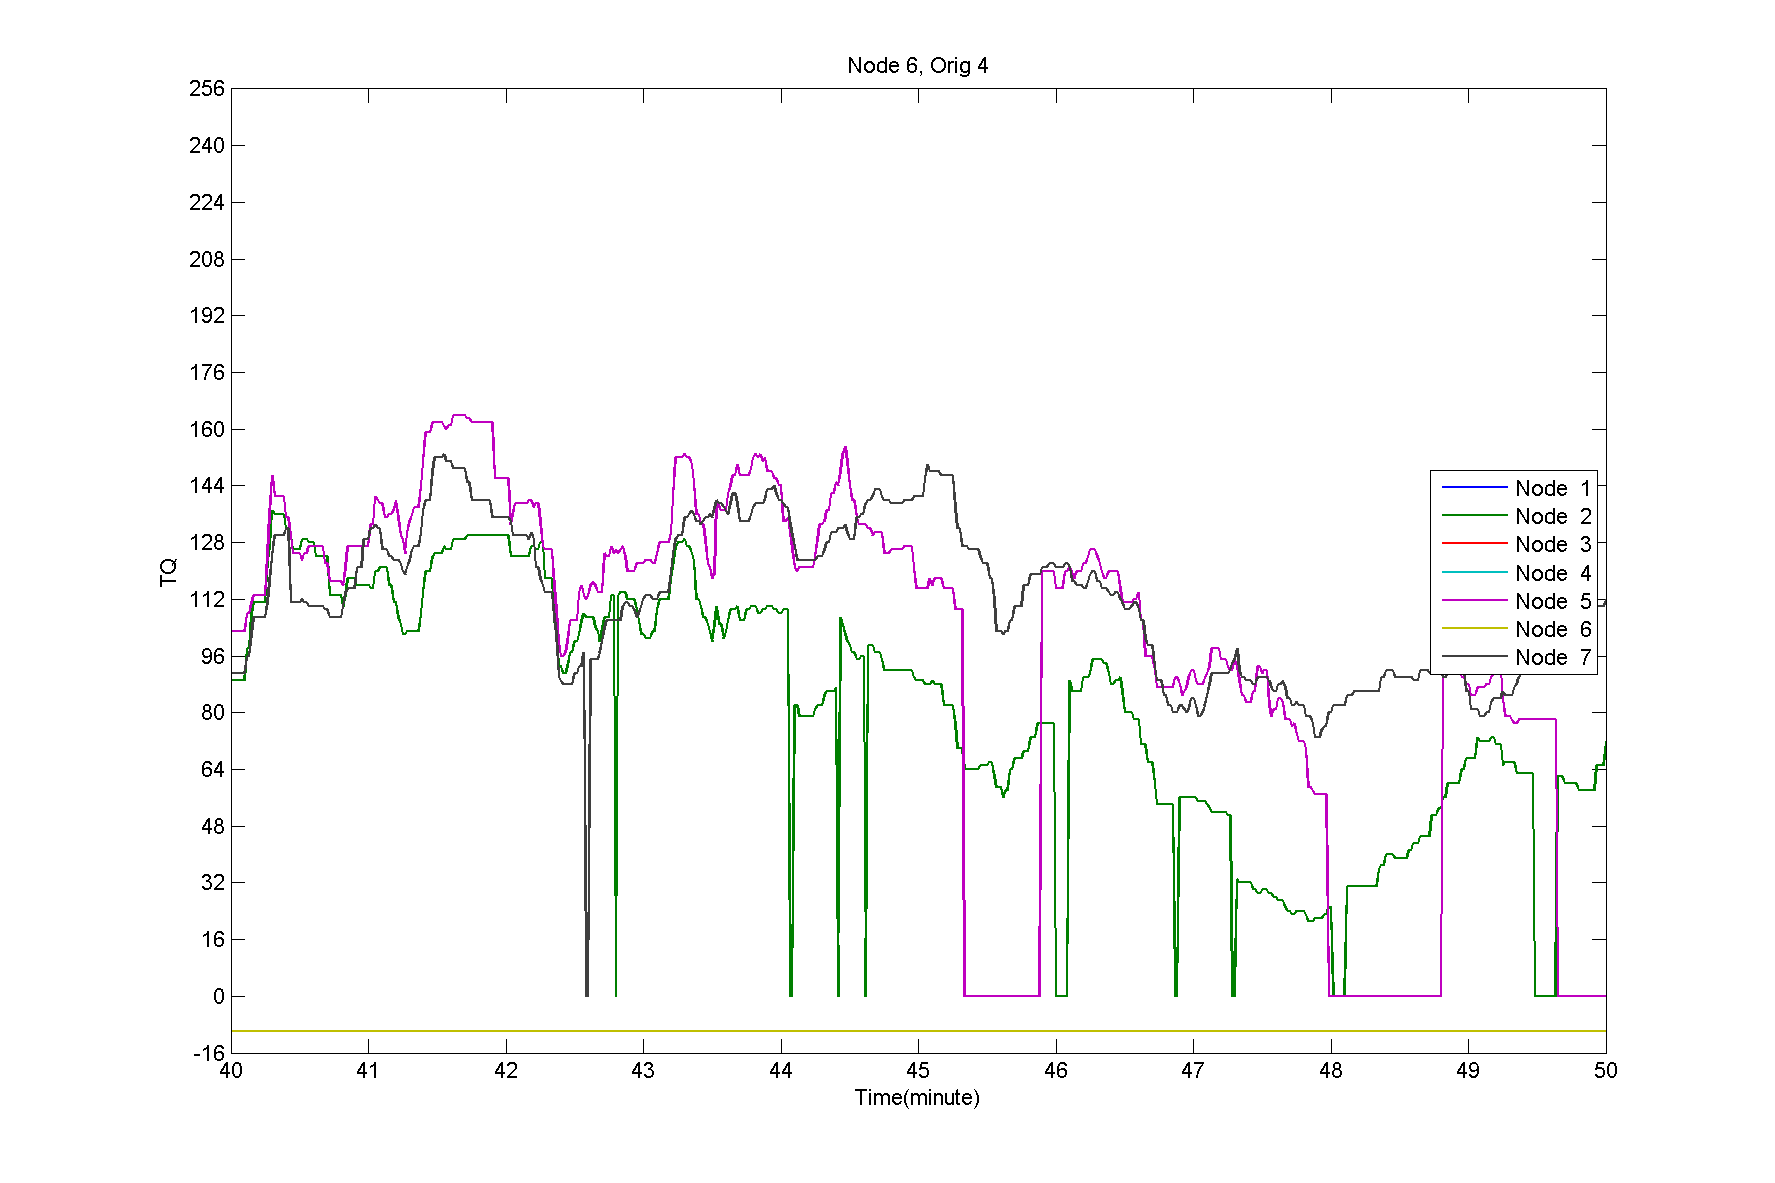 Node 6, Orig 4
256
240
224
208
192
176
160
144
128
112
96
80
64
48
32
16
0
-16
TQ
Node 1
Node 2
Node 3
Node 4
Node 5
Node 6
Node 7
40 41 42 43 44 45 46 47 48 49 50
Time(minute)